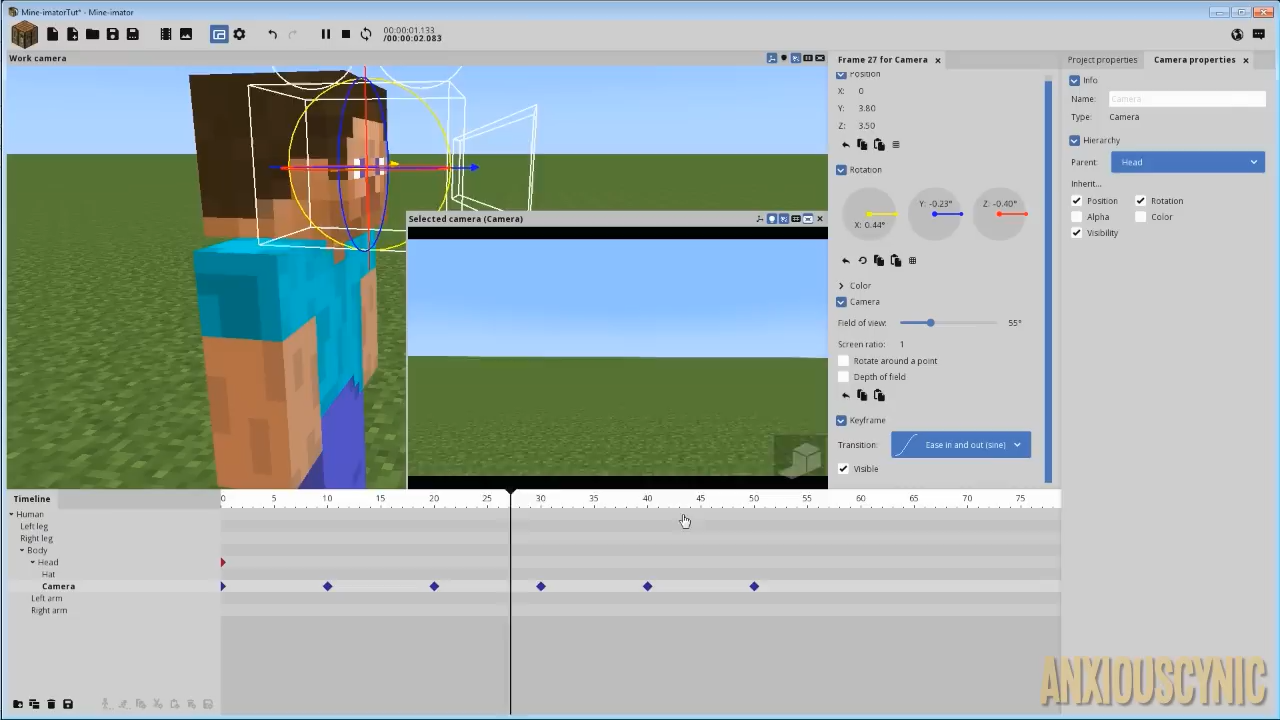 Mine-imatorTut* - Mine-imator
00:00:01.133
/00:00:02.083
Work camera
Selected camera (Camera)
Frame 27 for Camera
Position
X: 0
Y: 3.80
Z: 3.50
Rotation
X: 0.44°
Y: -0.23°
Z: -0.40°
Color
Camera
Field of view: 55°
Screen ratio: 1
Rotate around a point
Depth of field
Keyframe
Transition: Ease in and out (sine)
Visible
Project properties
Camera properties
Info
Name: Camera
Type: Camera
Hierarchy
Parent: Head
Inherit...
Position Rotation
Alpha Color
Visibility
Timeline
0 5 10 15 20 25 30 35 40 45 50 55 60 65 70 75
Human
Left leg
Right leg
Body
Head
Hat
Camera
Left arm
Right arm
ANXIOUSCYNIC